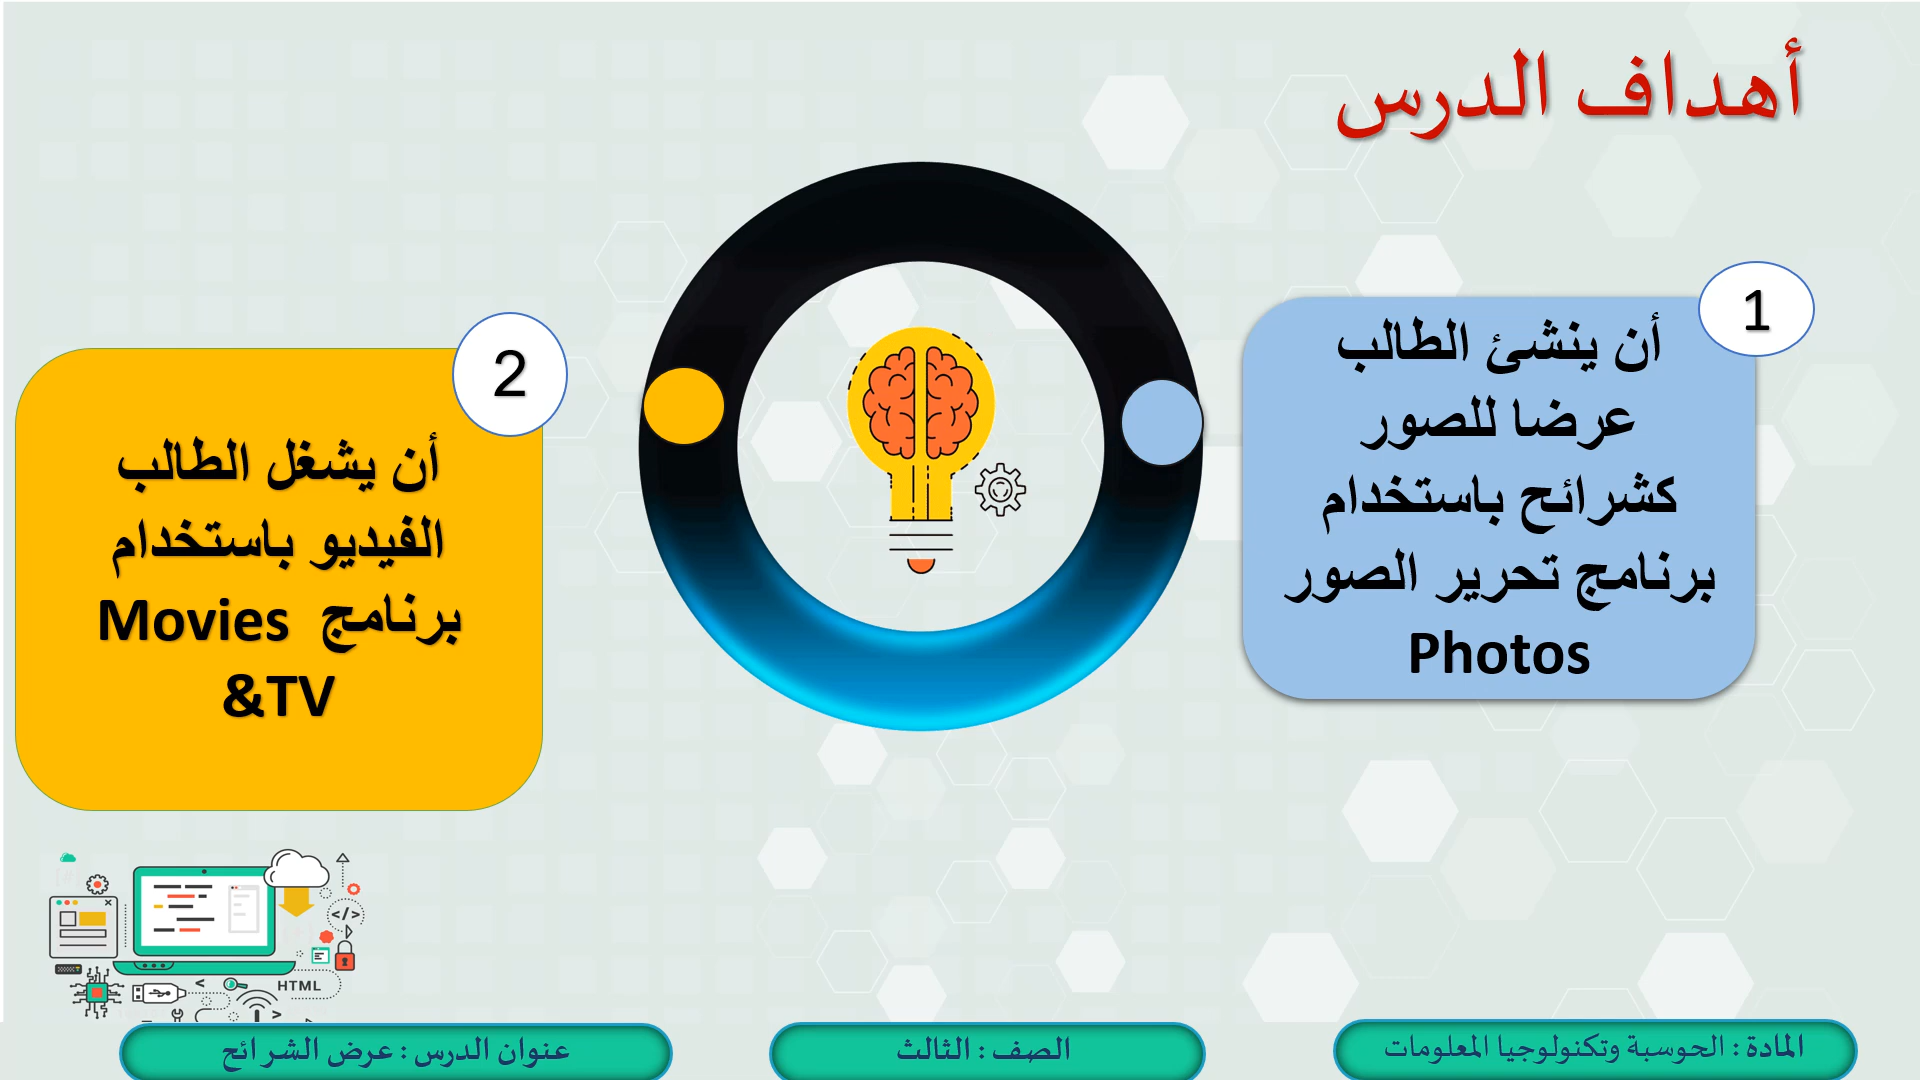 أهداف الدرس
1
أن ينشئ الطالب
عرضا للصور
كشرائح باستخدام
برنامج تحرير الصور
Photos
2
أن يشغل الطالب
الفيديو باستخدام
برنامج Movies
&TV
</>
HTML
المادة : الحوسبة وتكنولوجيا المعلومات
الصف : الثالث
عنوان الدرس : عرض الشرائح